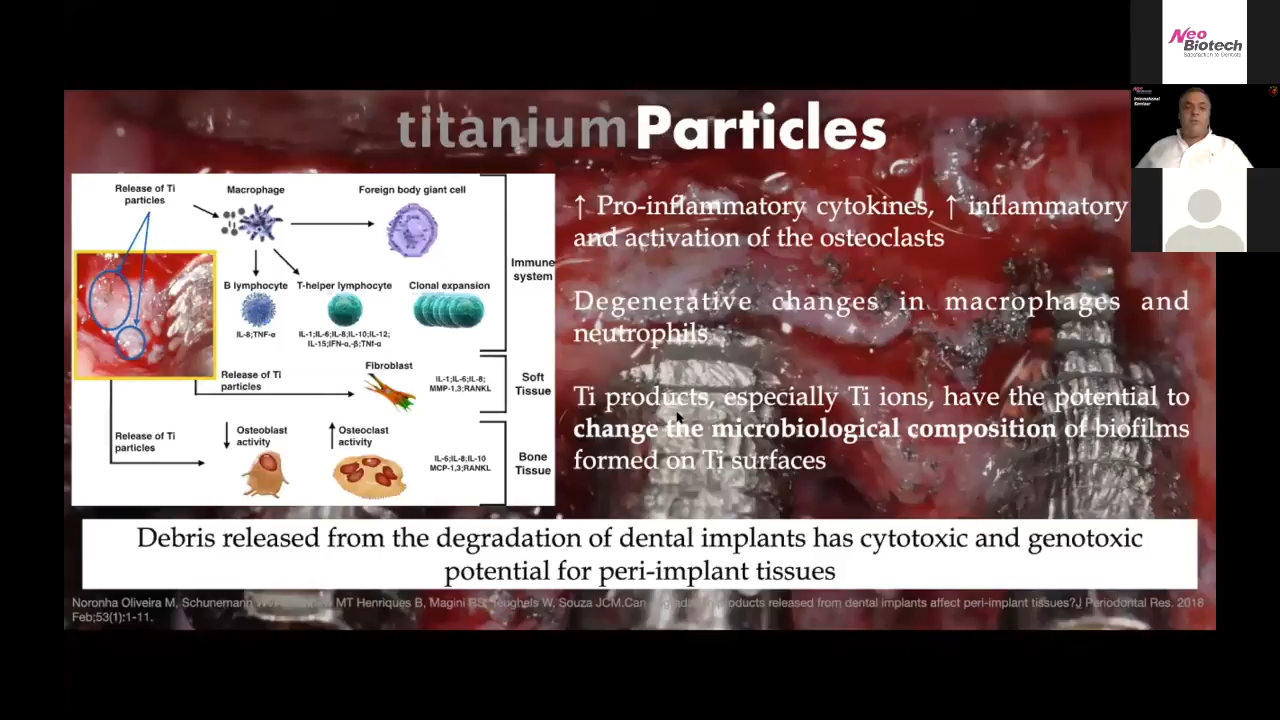 Neo
Biotech
International
Seminar
titanium Particles
Release of Ti
particles
Macrophage
Foreign body giant cell
Immune
system
B lymphocyte
T-helper lymphocyte
Clonal expansion
IL-8;TNF-α
IL-1;IL-6;IL-8;IL-10;IL-12;
IL-15;IFN-α,-β;TNf-α
Release of Ti
particles
Fibroblast
IL-1;IL-6;IL-8;
MMP-1,3;RANKL
Soft
Tissue
Release of Ti
particles
Osteoblast
activity
Osteoclast
activity
IL-6;IL-8;IL-10
MCP-1,3;RANKL
Bone
Tissue
↑ Pro-inflammatory cytokines, ↑ inflammatory
and activation of the osteoclasts
Degenerative changes in macrophages and
neutrophils
Ti products, especially Ti ions, have the potential to
change the microbiological composition of biofilms
formed on Ti surfaces
Debris released from the degradation of dental implants has cytotoxic and genotoxic
potential for peri-implant tissues
Noronha Oliveira M, Schunemann MT Henriques B, Magini RS, Teughels W, Souza JCM.Can products released from dental implants affect peri-implant tissues?J Periodontal Res. 2018
Feb;53(1):1-11.